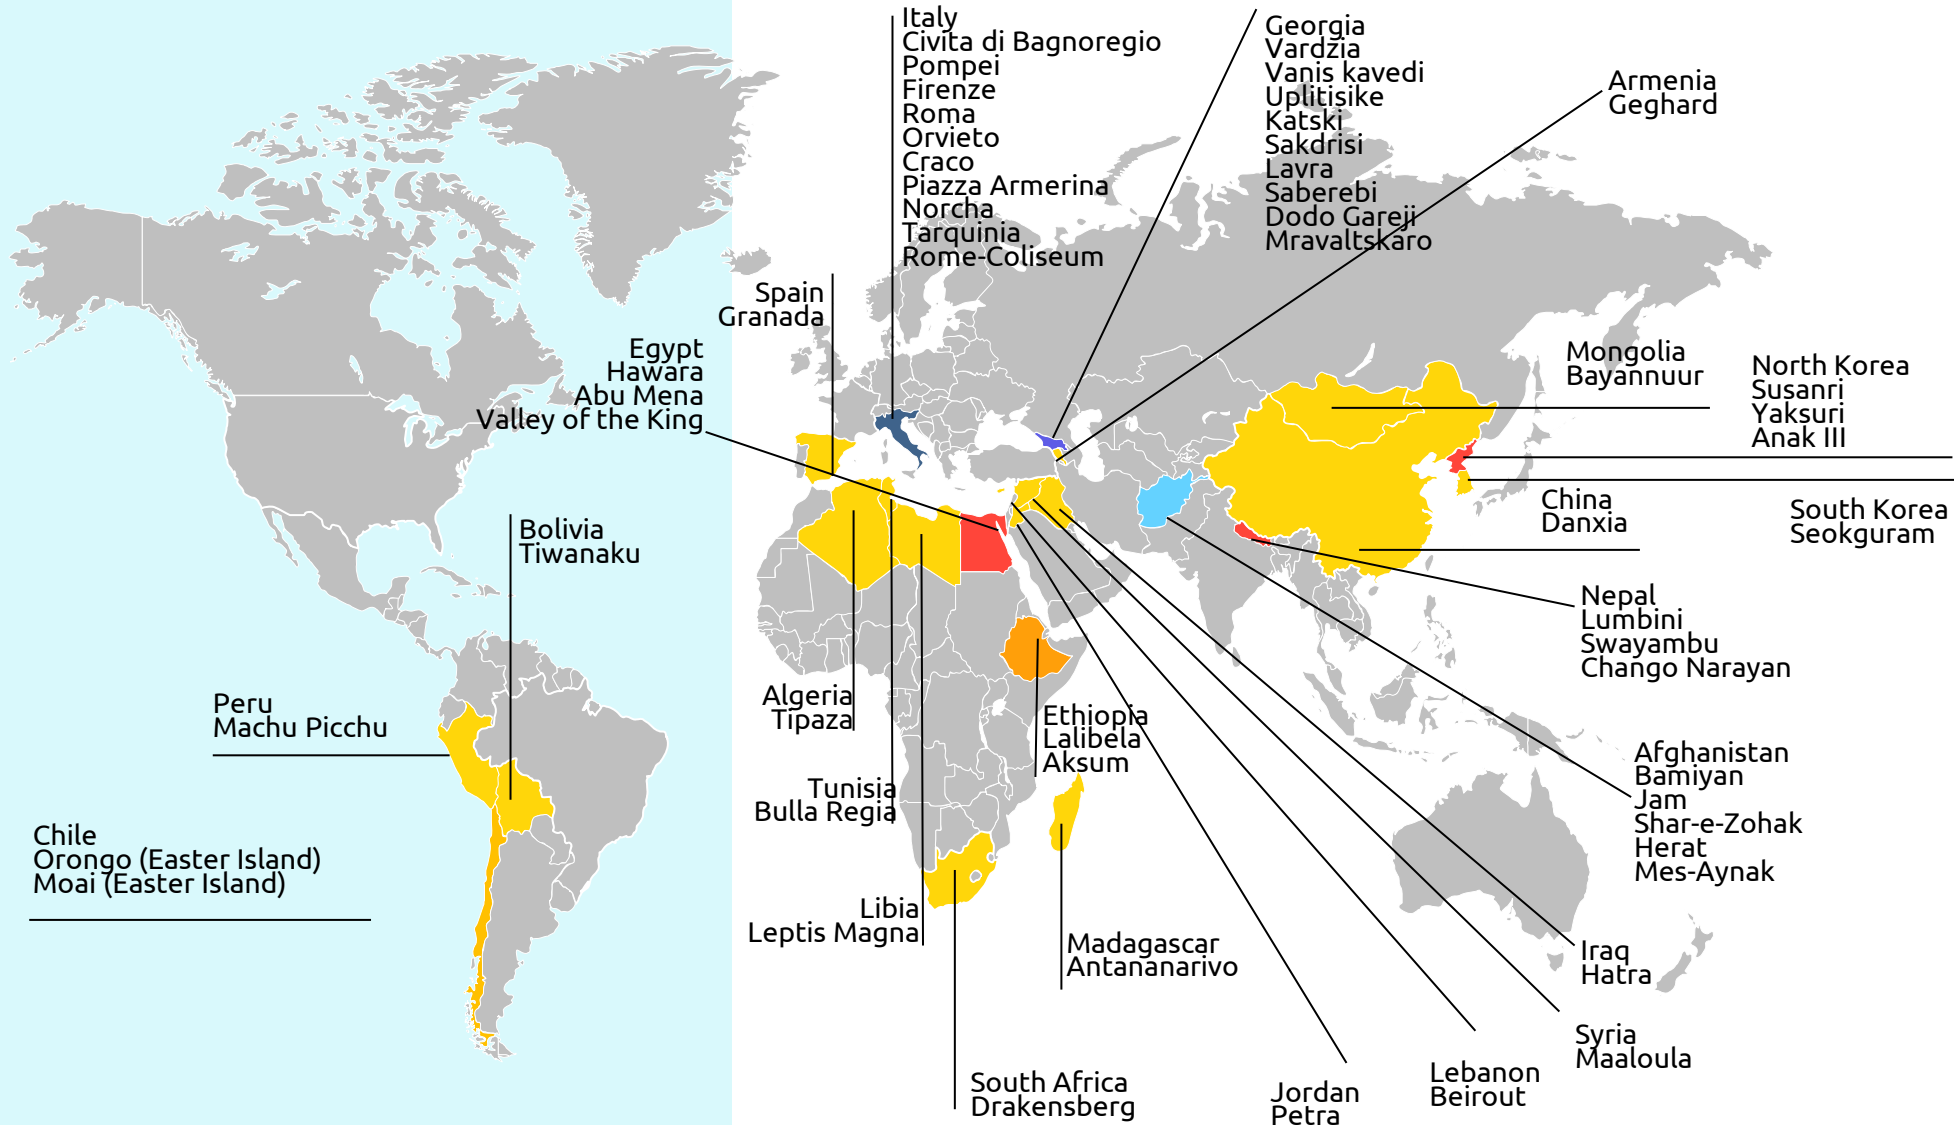 Italy
Civita di Bagnoregio
Pompei
Firenze
Roma
Orvieto
Craco
Piazza Armerina
Norcha
Tarquinia
Rome-Coliseum
Georgia
Vardzia
Vanis kavedi
Uplitisike
Katski
Sakdrisi
Lavra
Saberebi
Dodo Gareji
Mravaltskaro
Armenia
Geghard
Spain
Granada
Egypt
Hawara
Abu Mena
Valley of the King
Mongolia
Bayannuur
North Korea
Susanri
Yaksuri
Anak III
China
Danxia
South Korea
Seokguram
Bolivia
Tiwanaku
Nepal
Lumbini
Swayambu
Chango Narayan
Peru
Machu Picchu
Algeria
Tipaza
Ethiopia
Lalibela
Aksum
Tunisia
Bulla Regia
Afghanistan
Bamiyan
Jam
Shar-e-Zohak
Herat
Mes-Aynak
Chile
Orongo (Easter Island)
Moai (Easter Island)
Libia
Leptis Magna
Madagascar
Antananarivo
Iraq
Hatra
Syria
Maaloula
South Africa
Drakensberg
Jordan
Petra
Lebanon
Beirout